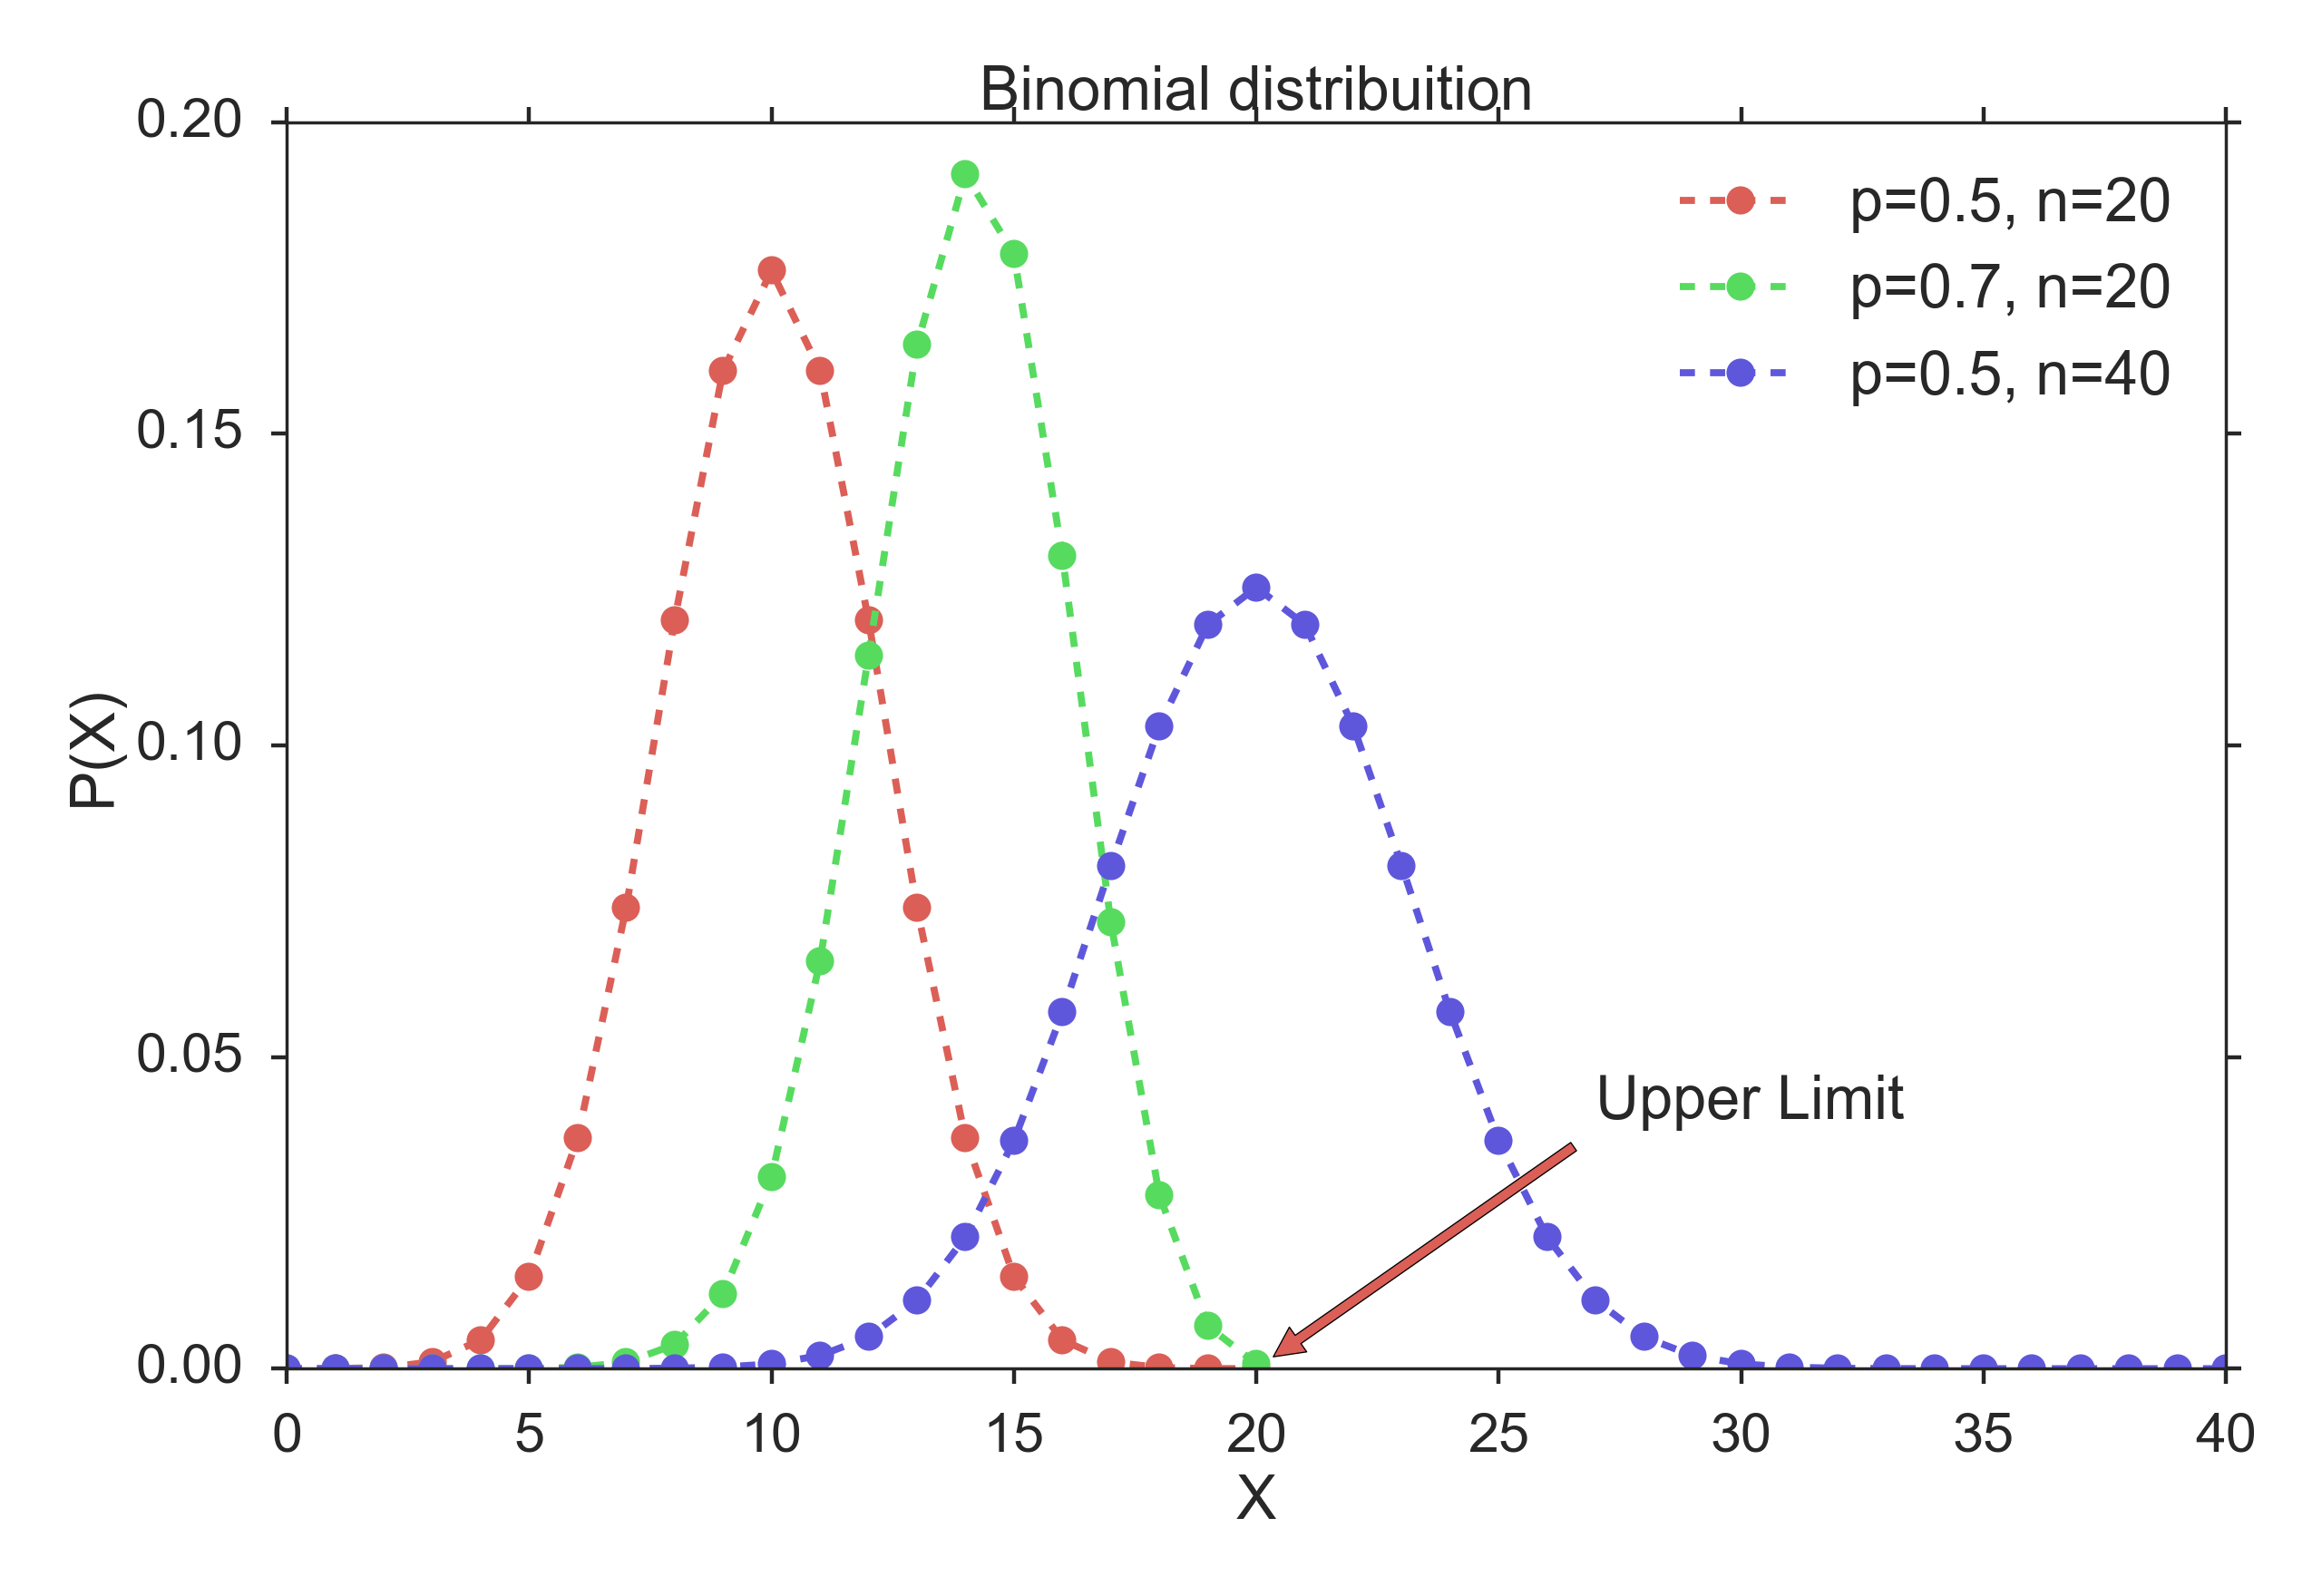 Binomial distribuition
0.20
0.15
0.10
0.05
0.00
P(X)
p=0.5, n=20
p=0.7, n=20
p=0.5, n=40
Upper Limit
0 5 10 15 20 25 30 35 40
X